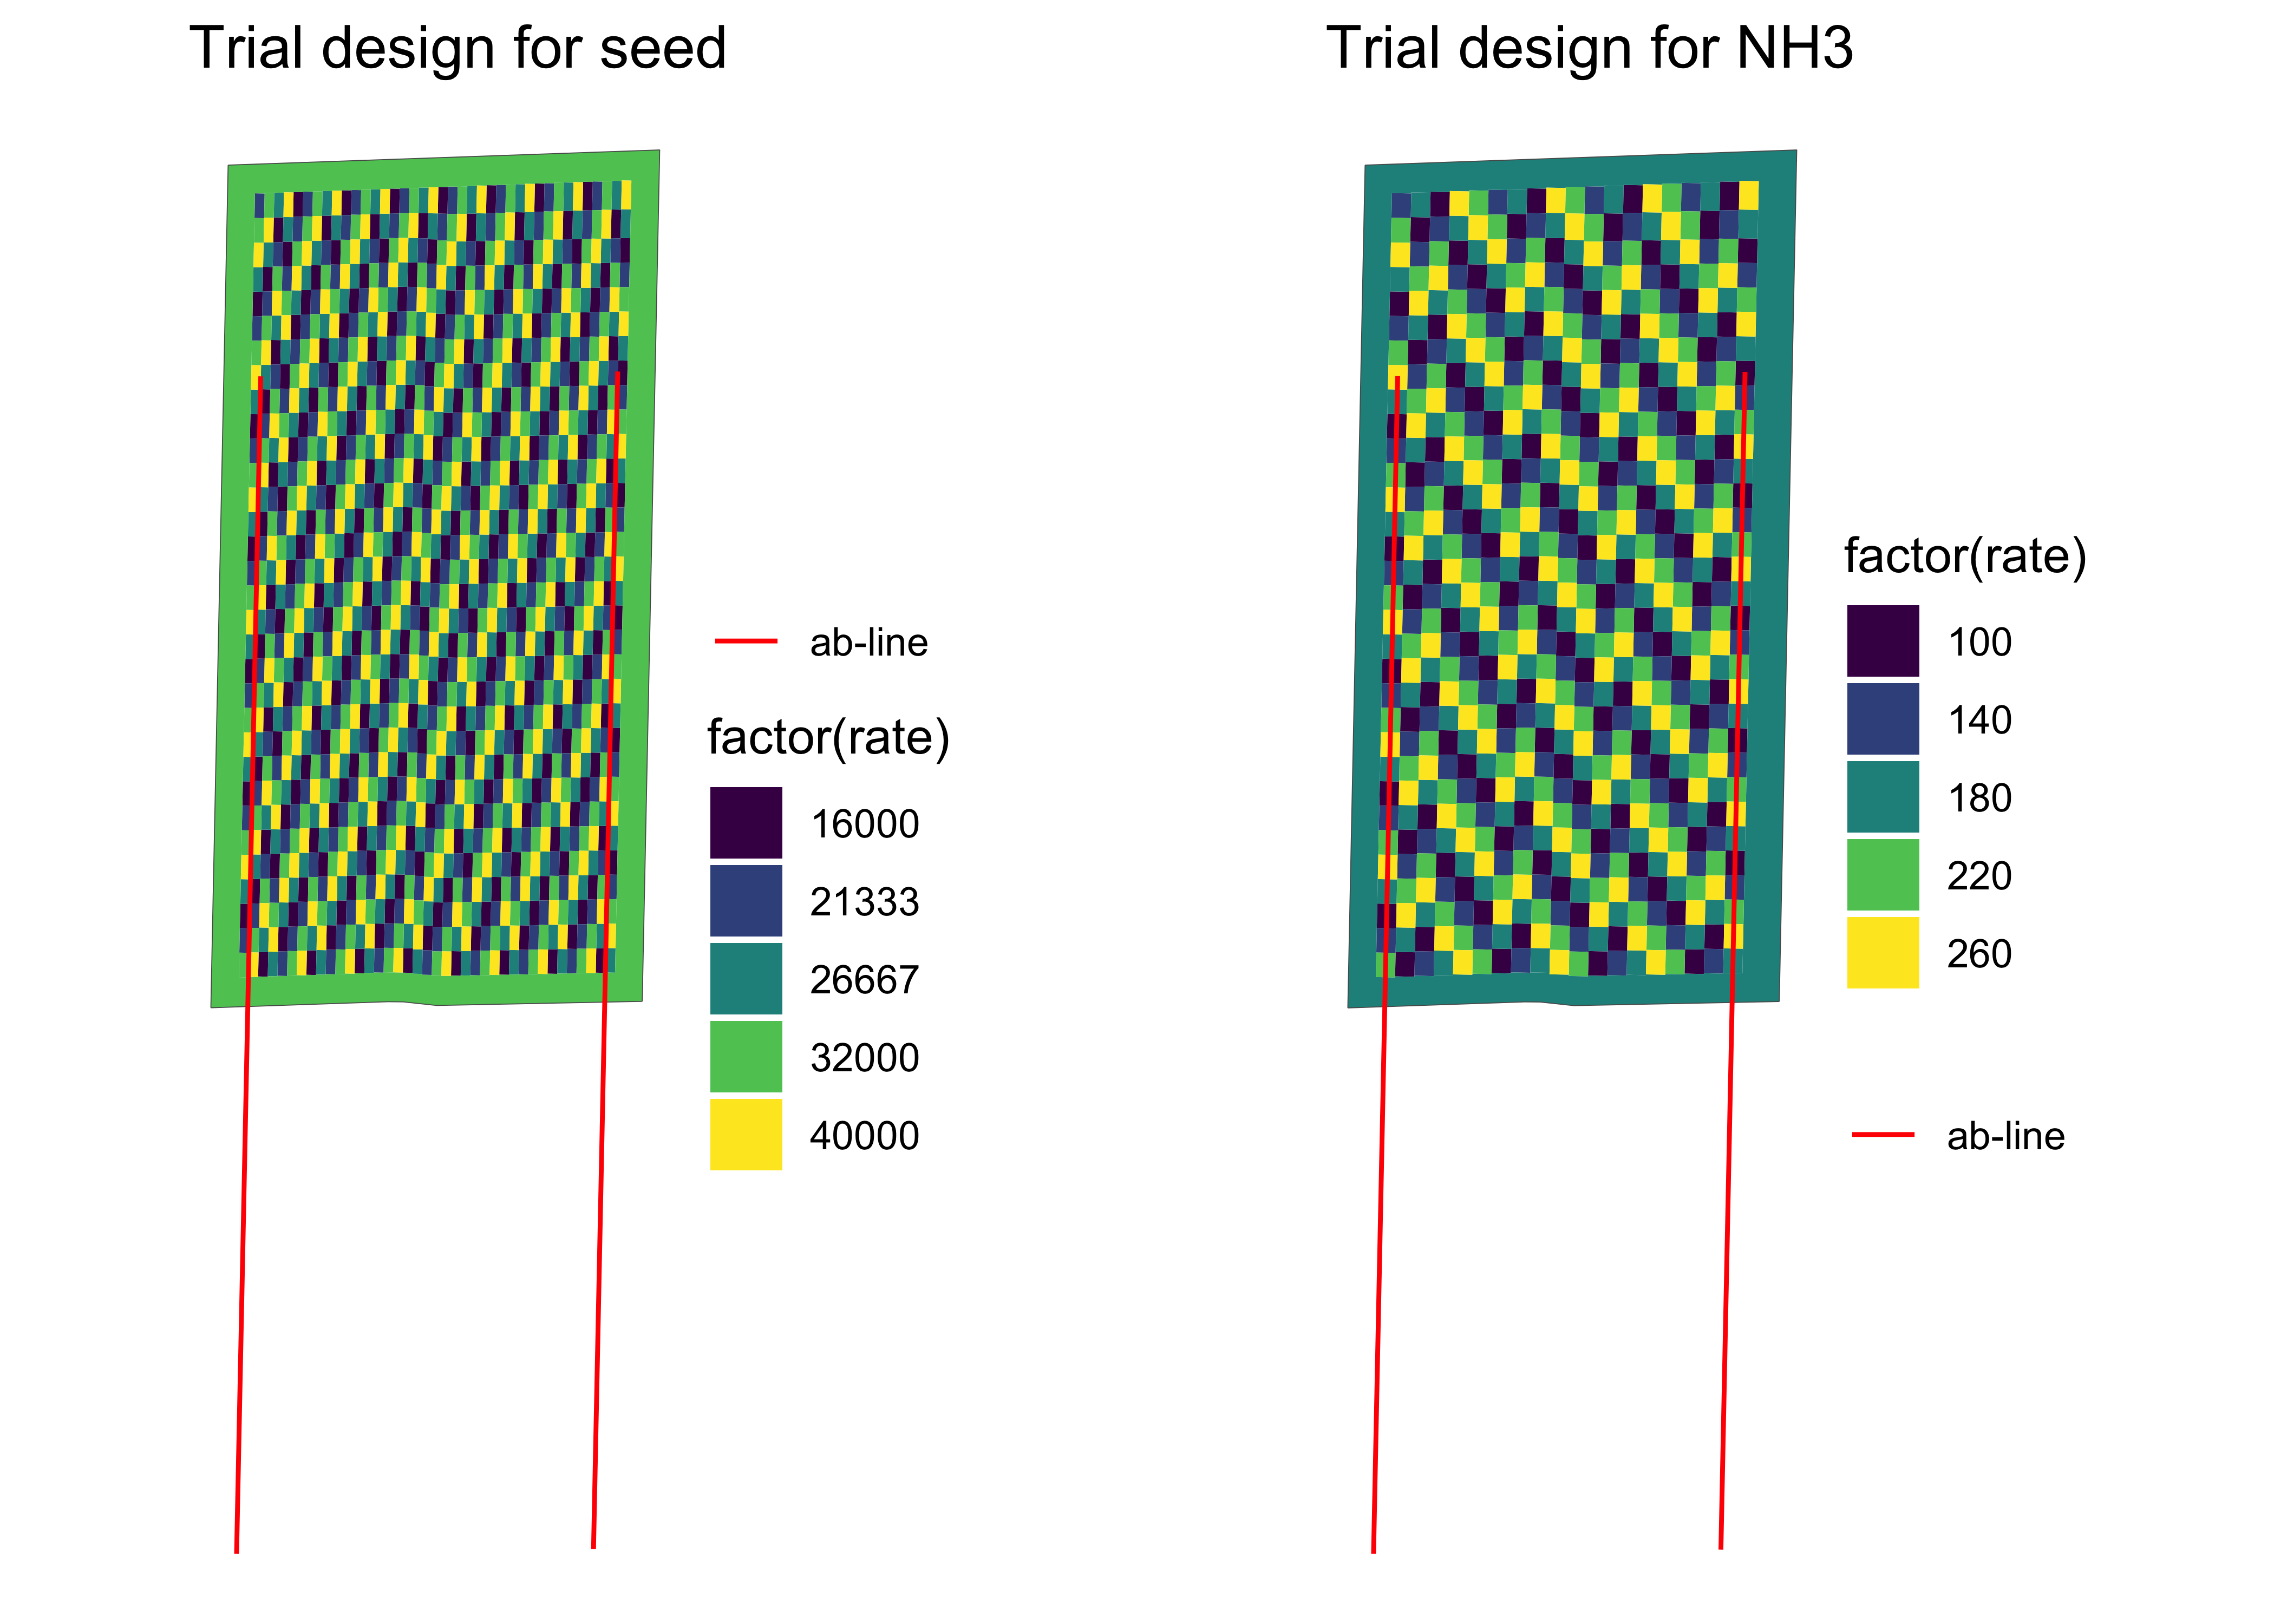 Trial design for seed
ab-line
factor(rate)
16000
21333
26667
32000
40000
Trial design for NH3
factor(rate)
100
140
180
220
260
ab-line